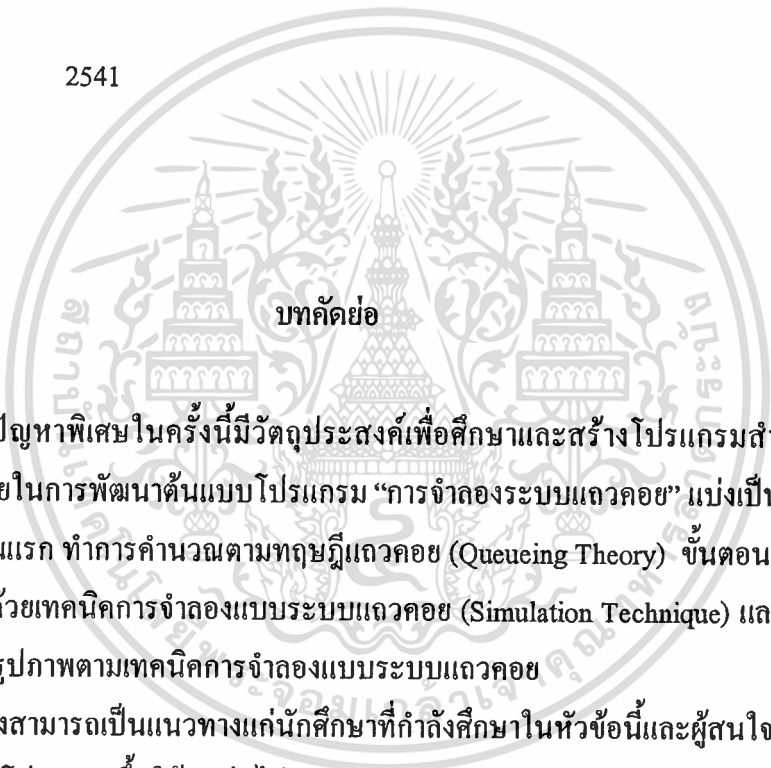 2541
บทคัดย่อ
ปัญหาพิเศษในครั้งนี้มีวัตถุประสงค์เพื่อศึกษาและสร้างโปรแกรมสำ
ยในการพัฒนาต้นแบบโปรแกรม “การจำลองระบบแถวคอย” แบ่งเป็น
นแรก ทำการคำนวณตามทฤษฎีแถวคอย (Queueing Theory) ขั้นตอน
ด้วยเทคนิคการจำลองแบบระบบแถวคอย (Simulation Technique) และ
รูปภาพตามเทคนิคการจำลองแบบระบบแถวคอย
งสามารถเป็นแนวทางแก่นักศึกษาที่กำลังศึกษาในหัวข้อนี้และผู้สนใจ